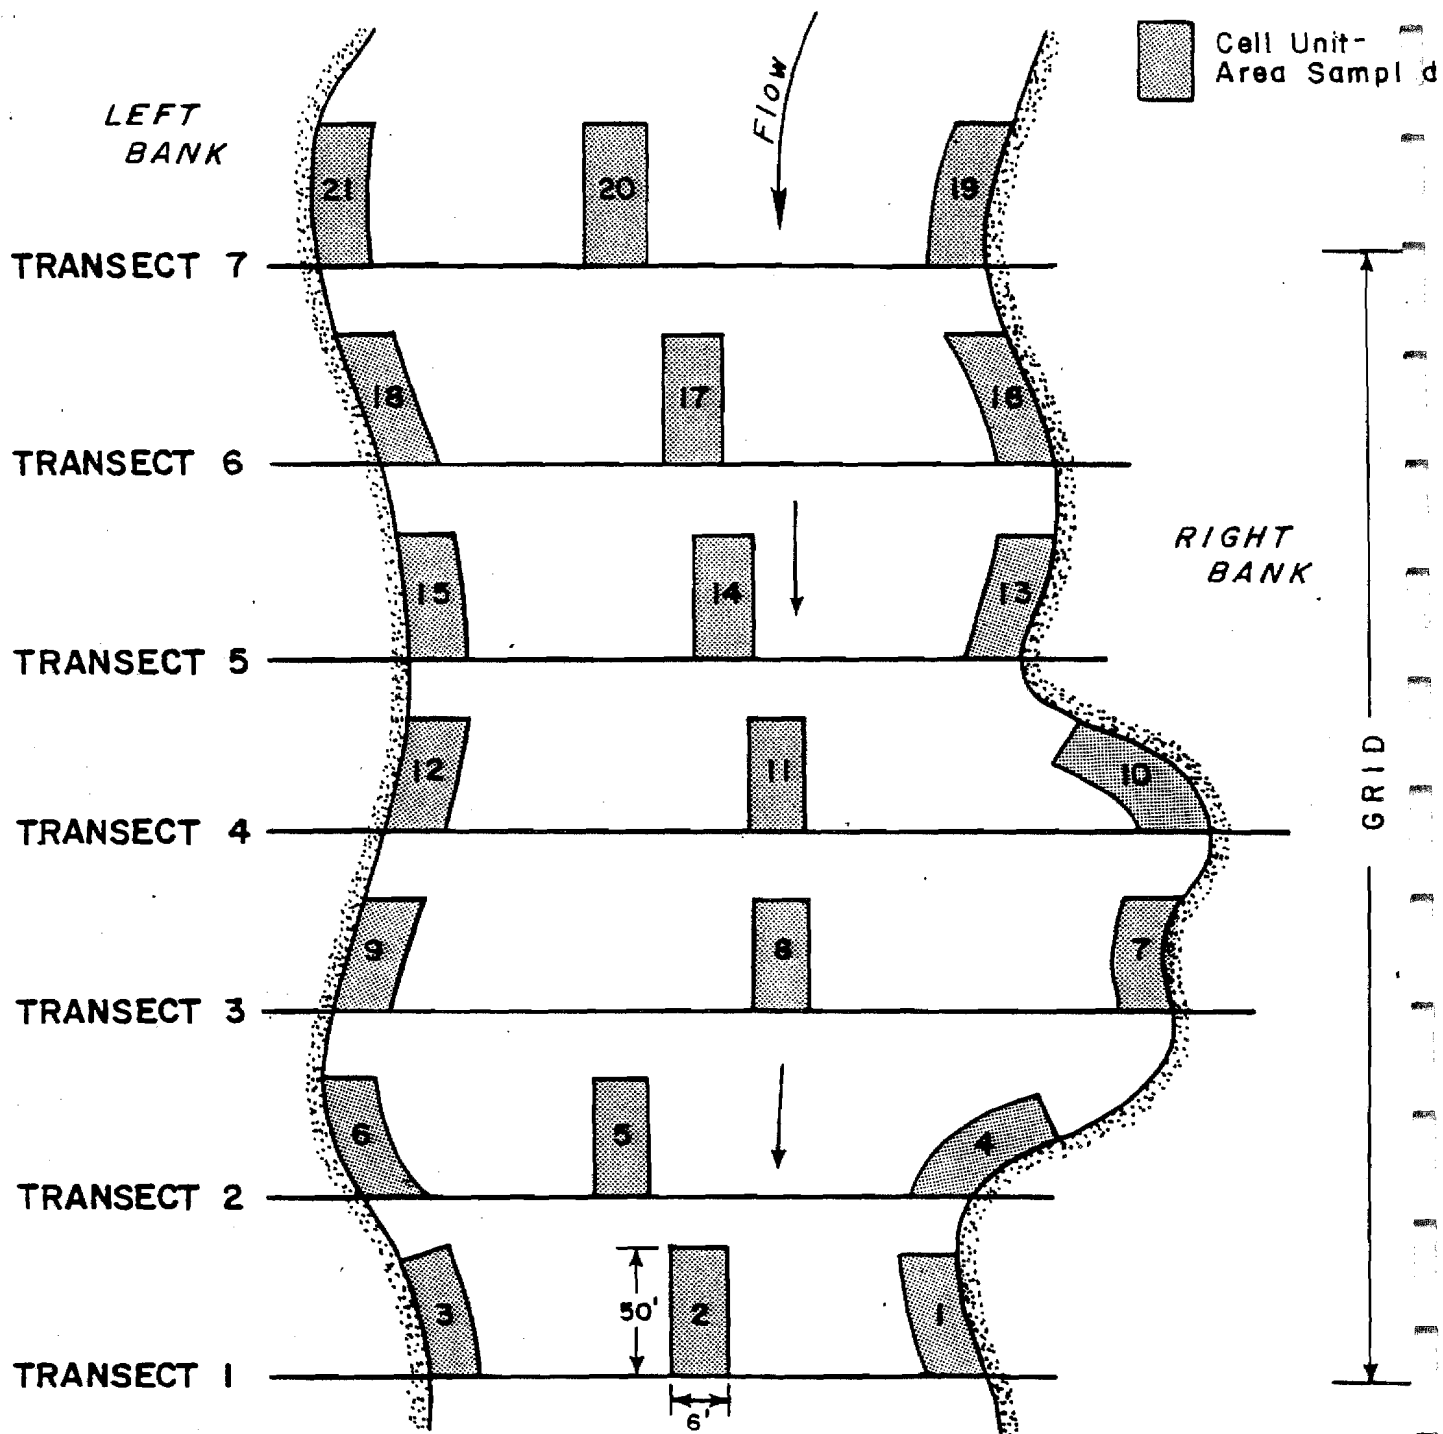 Cell Unit-
Area Sampl d
Flow
LEFT
BANK
21
20
19
TRANSECT 7
18
17
16
TRANSECT 6
RIGHT
BANK
15
14
13
TRANSECT 5
12
11
10
GRID
TRANSECT 4
9
8
7
TRANSECT 3
6
5
4
TRANSECT 2
3
50'
2
1
TRANSECT 1
6'